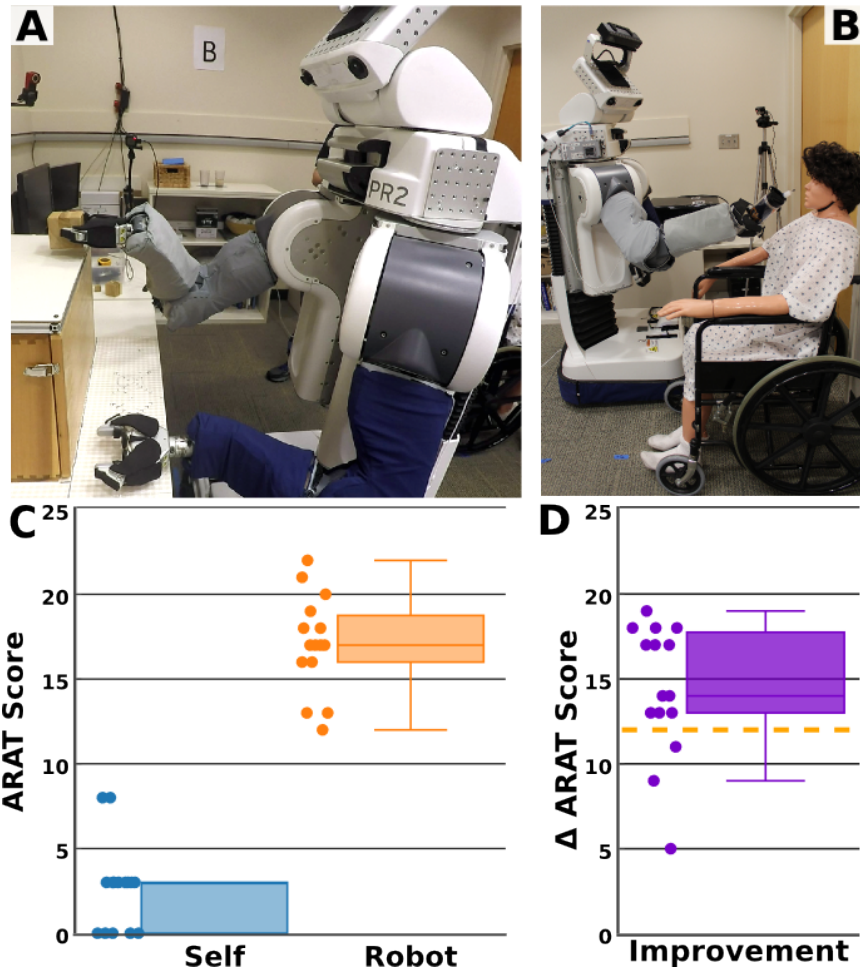 A
B
PR2
B
C
25
20
15
10
5
0
ARAT Score
Self
Robot
D
25
20
15
10
5
0
Δ ARAT Score
Improvement